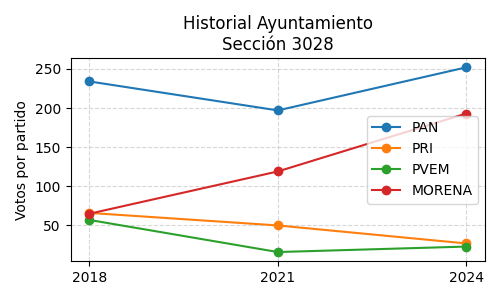 Historial Ayuntamiento
Sección 3028
Votos por partido
250
200
150
100
50
2018
2021
2024
PAN
PRI
PVEM
MORENA